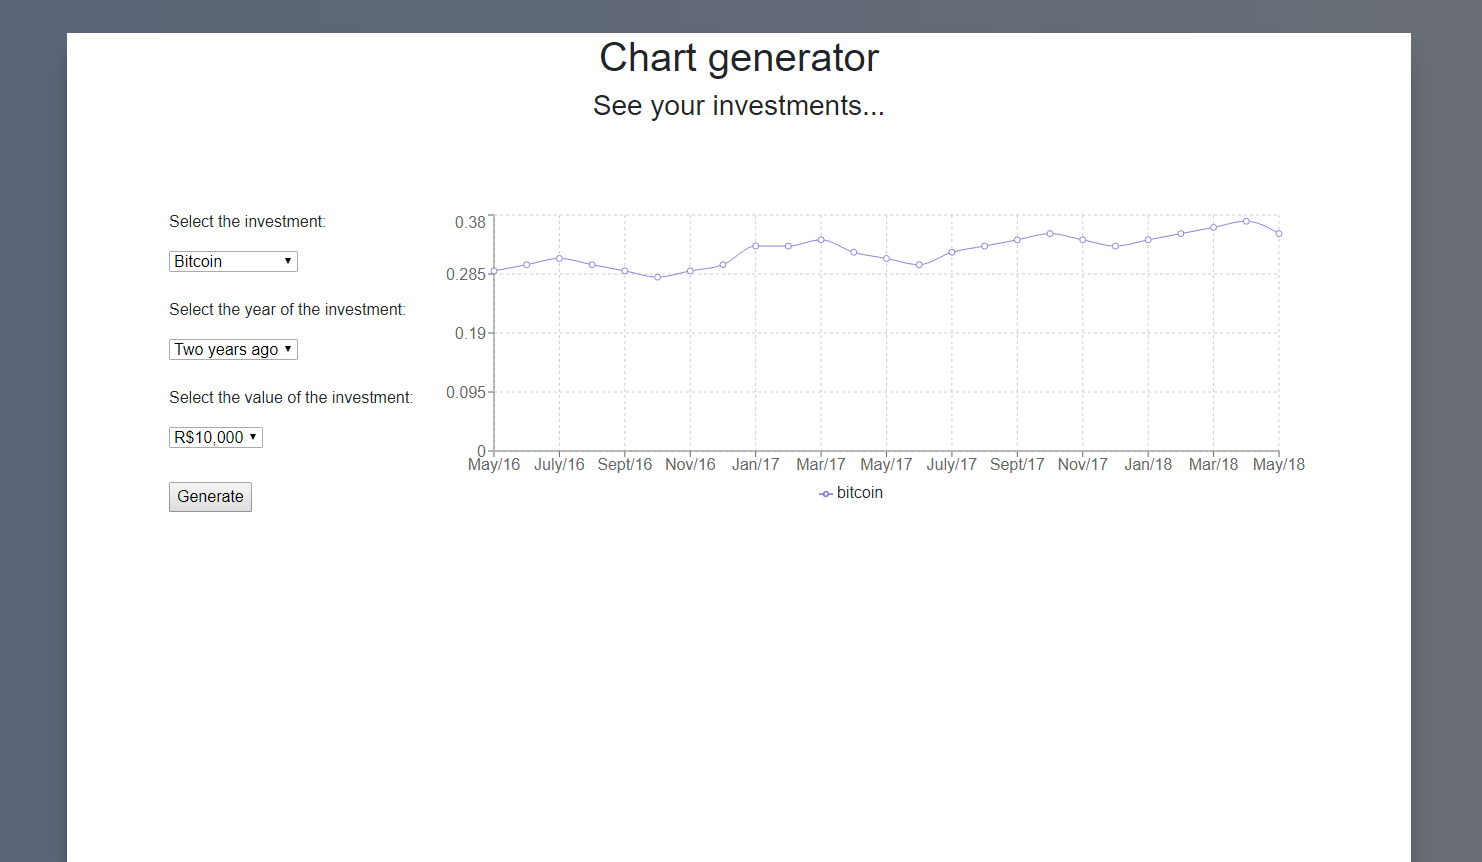 Chart generator
See your investments...
Select the investment:
Bitcoin
Select the year of the investment:
Two years ago
Select the value of the investment:
R$10,000
Generate
0.38
0.285
0.19
0.095
0
May/16 July/16 Sept/16 Nov/16 Jan/17 Mar/17 May/17 July/17 Sept/17 Nov/17 Jan/18 Mar/18 May/18
bitcoin